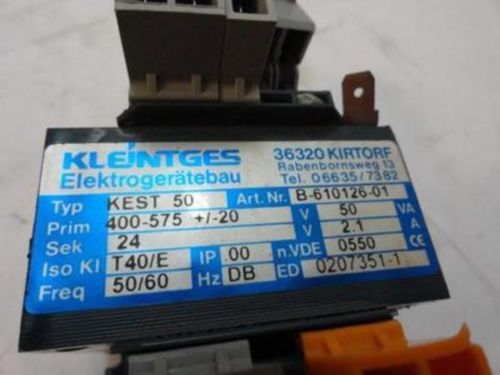 KLEINTGES 36320 KIRTORF
Elektrogerätebau Rabenbornsweg 13
Tel. 06635/7382
Typ KEST 50 Art.Nr. B-610126-01
Prim 400-575 +/-20 V 50 VA
Sek 24 V 2.1 A
Iso Kl T40/E IP .00 n.VDE 0550 CE
Freq 50/60 Hz DB ED 0207351-1